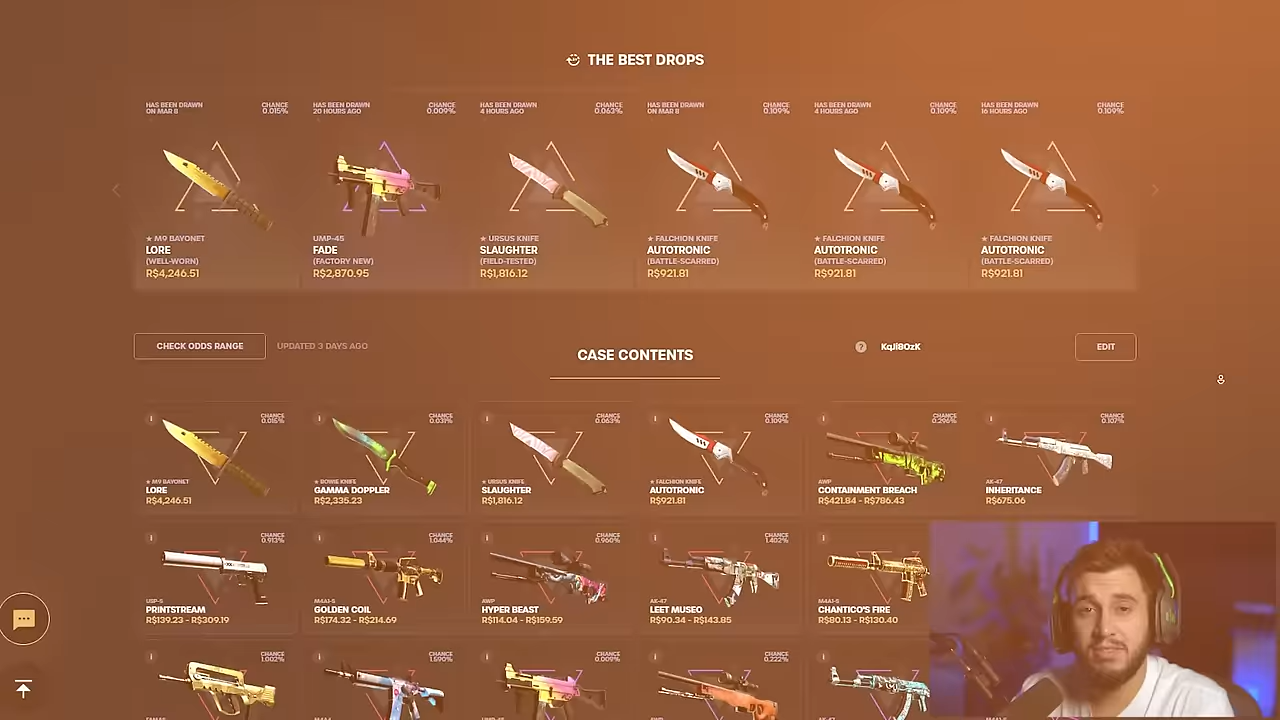 THE BEST DROPS
HAS BEEN DRAWN
ON MAR 11
CHANCE
0.015%
★ M9 BAYONET
LORE
(WELL-WORN)
R$4,246.51
HAS BEEN DRAWN
20 HOURS AGO
CHANCE
0.009%
UMP-45
FADE
(FACTORY NEW)
R$2,870.95
HAS BEEN DRAWN
4 HOURS AGO
CHANCE
0.063%
★ URSUS KNIFE
SLAUGHTER
(FIELD-TESTED)
R$1,816.12
HAS BEEN DRAWN
ON MAR 11
CHANCE
0.109%
★ FALCHION KNIFE
AUTOTRONIC
(BATTLE-SCARRED)
R$921.81
HAS BEEN DRAWN
4 HOURS AGO
CHANCE
0.109%
★ FALCHION KNIFE
AUTOTRONIC
(BATTLE-SCARRED)
R$921.81
HAS BEEN DRAWN
16 HOURS AGO
CHANCE
0.109%
★ FALCHION KNIFE
AUTOTRONIC
(BATTLE-SCARRED)
R$921.81
CHECK ODDS RANGE
UPDATED 3 DAYS AGO
CASE CONTENTS
KqJi8OzK
EDIT
CHANCE
0.015%
★ M9 BAYONET
LORE
R$4,246.51
CHANCE
0.031%
★ BOWIE KNIFE
GAMMA DOPPLER
R$2,335.23
CHANCE
0.063%
★ URSUS KNIFE
SLAUGHTER
R$1,816.12
CHANCE
0.109%
★ FALCHION KNIFE
AUTOTRONIC
R$921.81
CHANCE
0.296%
AWP
CONTAINMENT BREACH
R$421.84 - R$786.43
CHANCE
0.107%
AK-47
INHERITANCE
R$675.06
CHANCE
0.913%
USP-S
PRINTSTREAM
R$139.23 - R$309.19
CHANCE
1.044%
M4A1-S
GOLDEN COIL
R$174.32 - R$214.69
CHANCE
0.960%
AWP
HYPER BEAST
R$114.04 - R$159.59
CHANCE
1.402%
AK-47
LEET MUSEO
R$90.34 - R$143.85
M4A1-S
CHANTICO'S FIRE
R$80.13 - R$130.40
CHANCE
1.002%
CHANCE
1.590%
CHANCE
0.009%
CHANCE
0.222%